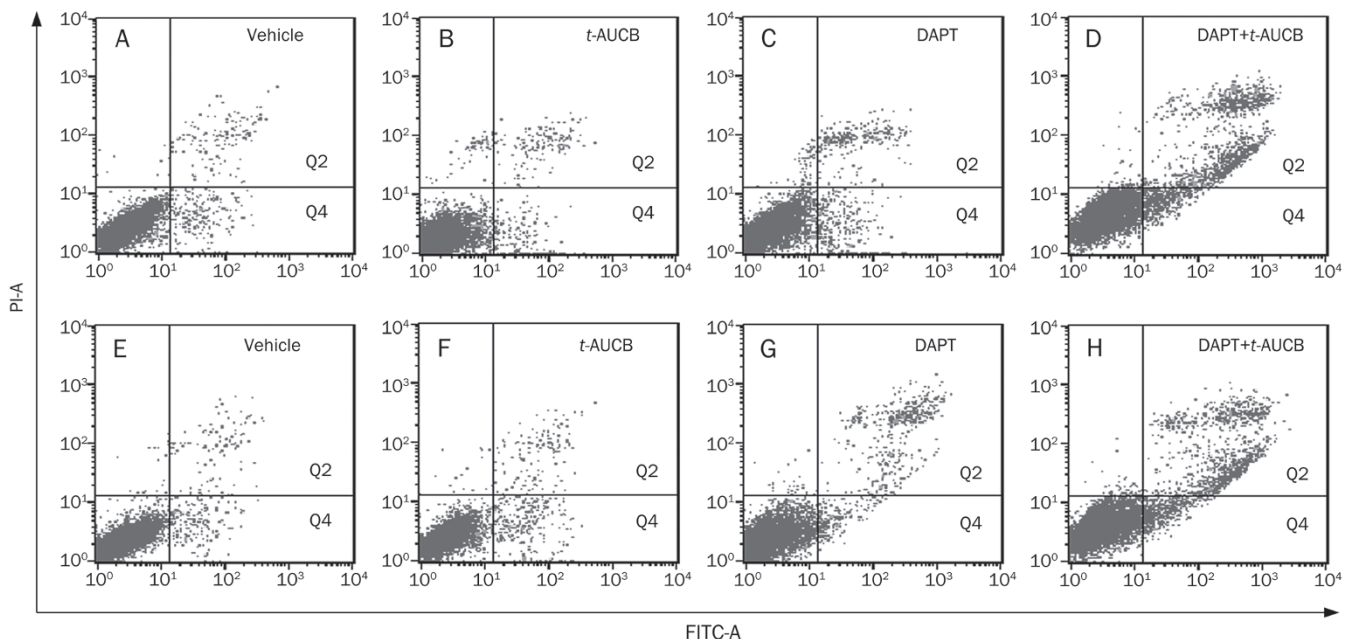 A Vehicle
10⁴
10³
10²
10¹
10⁰
Q2
Q4
10⁰ 10¹ 10² 10³ 10⁴
B t-AUCB
10⁴
10³
10²
10¹
10⁰
Q2
Q4
10⁰ 10¹ 10² 10³ 10⁴
C DAPT
10⁴
10³
10²
10¹
10⁰
Q2
Q4
10⁰ 10¹ 10² 10³ 10⁴
D DAPT+t-AUCB
10⁴
10³
10²
10¹
10⁰
Q2
Q4
10⁰ 10¹ 10² 10³ 10⁴
PI-A
E Vehicle
10⁴
10³
10²
10¹
10⁰
Q2
Q4
10⁰ 10¹ 10² 10³ 10⁴
F t-AUCB
10⁴
10³
10²
10¹
10⁰
Q2
Q4
10⁰ 10¹ 10² 10³ 10⁴
G DAPT
10⁴
10³
10²
10¹
10⁰
Q2
Q4
10⁰ 10¹ 10² 10³ 10⁴
H DAPT+t-AUCB
10⁴
10³
10²
10¹
10⁰
Q2
Q4
10⁰ 10¹ 10² 10³ 10⁴
FITC-A